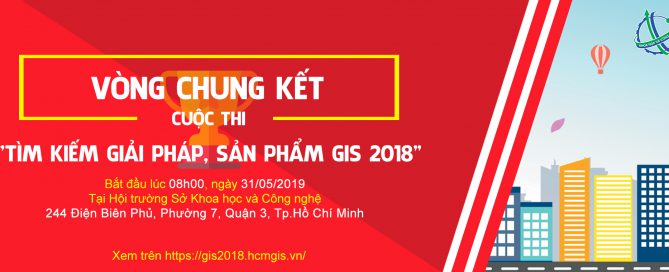 VÒNG CHUNG KẾT
CUỘC THI
"TÌM KIẾM GIẢI PHÁP, SẢN PHẨM GIS 2018"
Bắt đầu lúc 08h00, ngày 31/05/2019
Tại Hội trường Sở Khoa học và Công nghệ
244 Điện Biên Phủ, Phường 7, Quận 3, Tp.Hồ Chí Minh
Xem trên https://gis2018.hcmgis.vn/